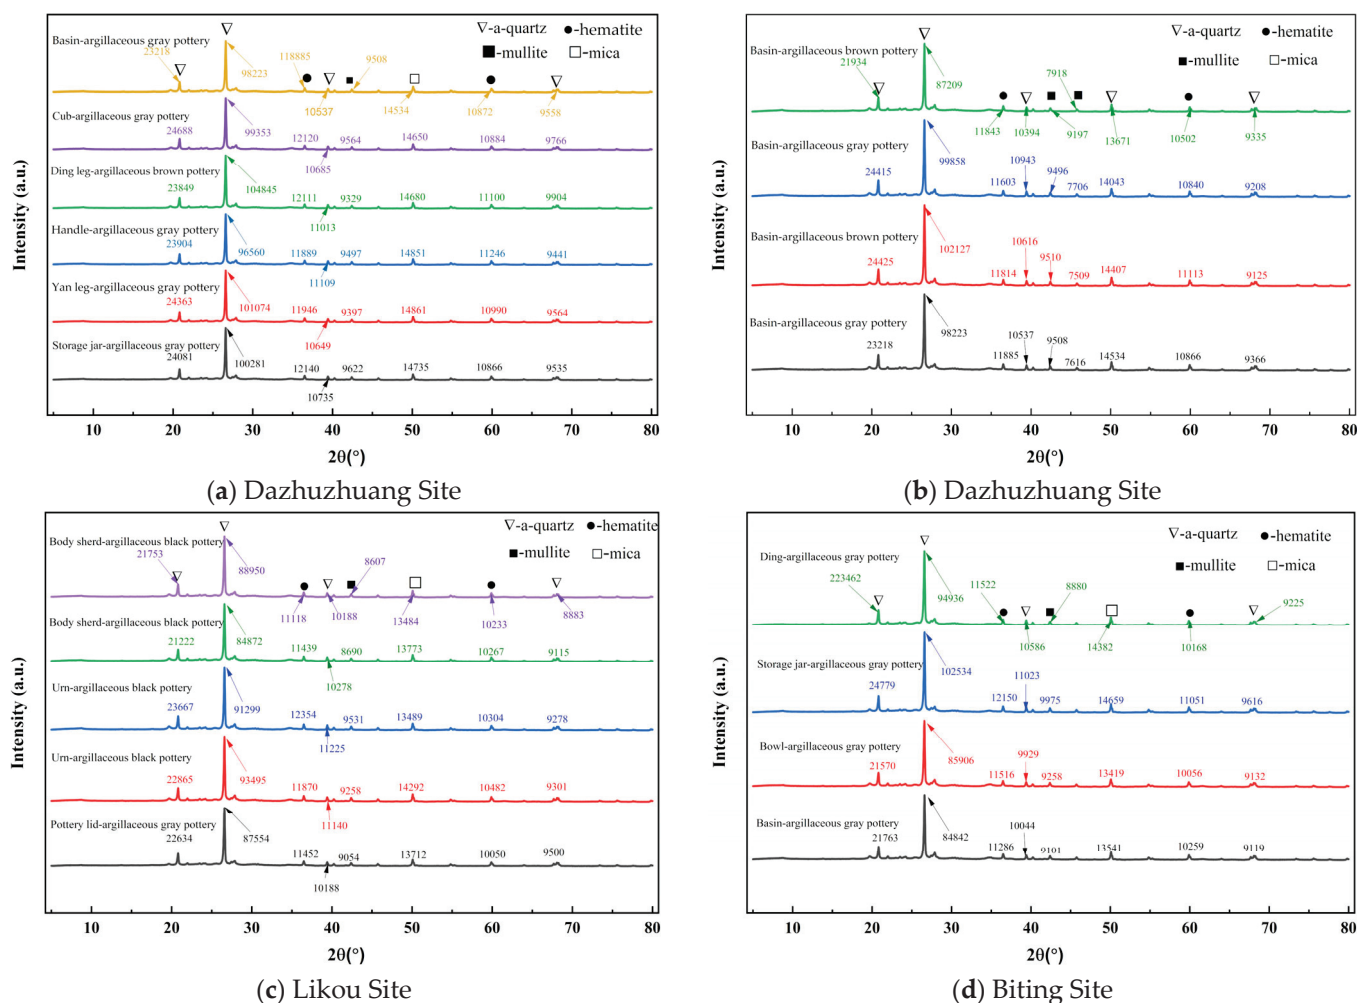 ▽-a-quartz ●-hematite
■-mullite □-mica
Basin-argillaceous gray pottery
23218 98223 118885 10537 9508 14534 10872 9558
Cub-argillaceous gray pottery
24688 99353 12120 10685 9564 14650 10884 9766
Ding leg-argillaceous brown pottery
23849 104845 12111 11013 9329 14680 11100 9904
Handle-argillaceous gray pottery
23904 96560 11889 11109 9497 14851 11246 9441
Yan leg-argillaceous gray pottery
24363 101074 11946 10649 9397 14861 10990 9564
Storage jar-argillaceous gray pottery
24081 100281 12140 10735 9622 14735 10866 9535
Intensity (a.u.)
10 20 30 40 50 60 70 80
2θ(°)
(a) Dazhuzhuang Site
▽-a-quartz ●-hematite
■-mullite □-mica
Basin-argillaceous brown pottery
21934 87209 11843 10394 9197 7918 13671 10502 9335
Basin-argillaceous gray pottery
24415 99858 11603 10943 9496 7706 14043 10840 9208
Basin-argillaceous brown pottery
24425 102127 11814 10616 9510 7509 14407 11113 9125
Basin-argillaceous gray pottery
23218 98223 11885 10537 9508 7616 14534 10866 9366
Intensity (a.u.)
10 20 30 40 50 60 70 80
2θ(°)
(b) Dazhuzhuang Site
▽-a-quartz ●-hematite
■-mullite □-mica
Body sherd-argillaceous black pottery
21753 88950 11118 10188 8607 13484 10233 8883
Body sherd-argillaceous black pottery
21222 84872 11439 10278 8690 13773 10267 9115
Urn-argillaceous black pottery
23667 91299 12354 11225 9531 13489 10304 9278
Urn-argillaceous black pottery
22865 93495 11870 11140 9258 14292 10482 9301
Pottery lid-argillaceous gray pottery
22634 87554 11452 10188 9054 13712 10050 9500
Intensity (a.u.)
10 20 30 40 50 60 70 80
2θ(°)
(c) Likou Site
▽-a-quartz ●-hematite
■-mullite □-mica
Ding-argillaceous gray pottery
223462 94936 11522 10586 8880 14382 10168 9225
Storage jar-argillaceous gray pottery
24779 102534 12150 11023 9975 14659 11051 9616
Bowl-argillaceous gray pottery
21570 85906 11516 9929 9258 13419 10056 9132
Basin-argillaceous gray pottery
21763 84842 11286 10044 9101 13541 10259 9119
Intensity (a.u.)
10 20 30 40 50 60 70 80
2θ(°)
(d) Biting Site